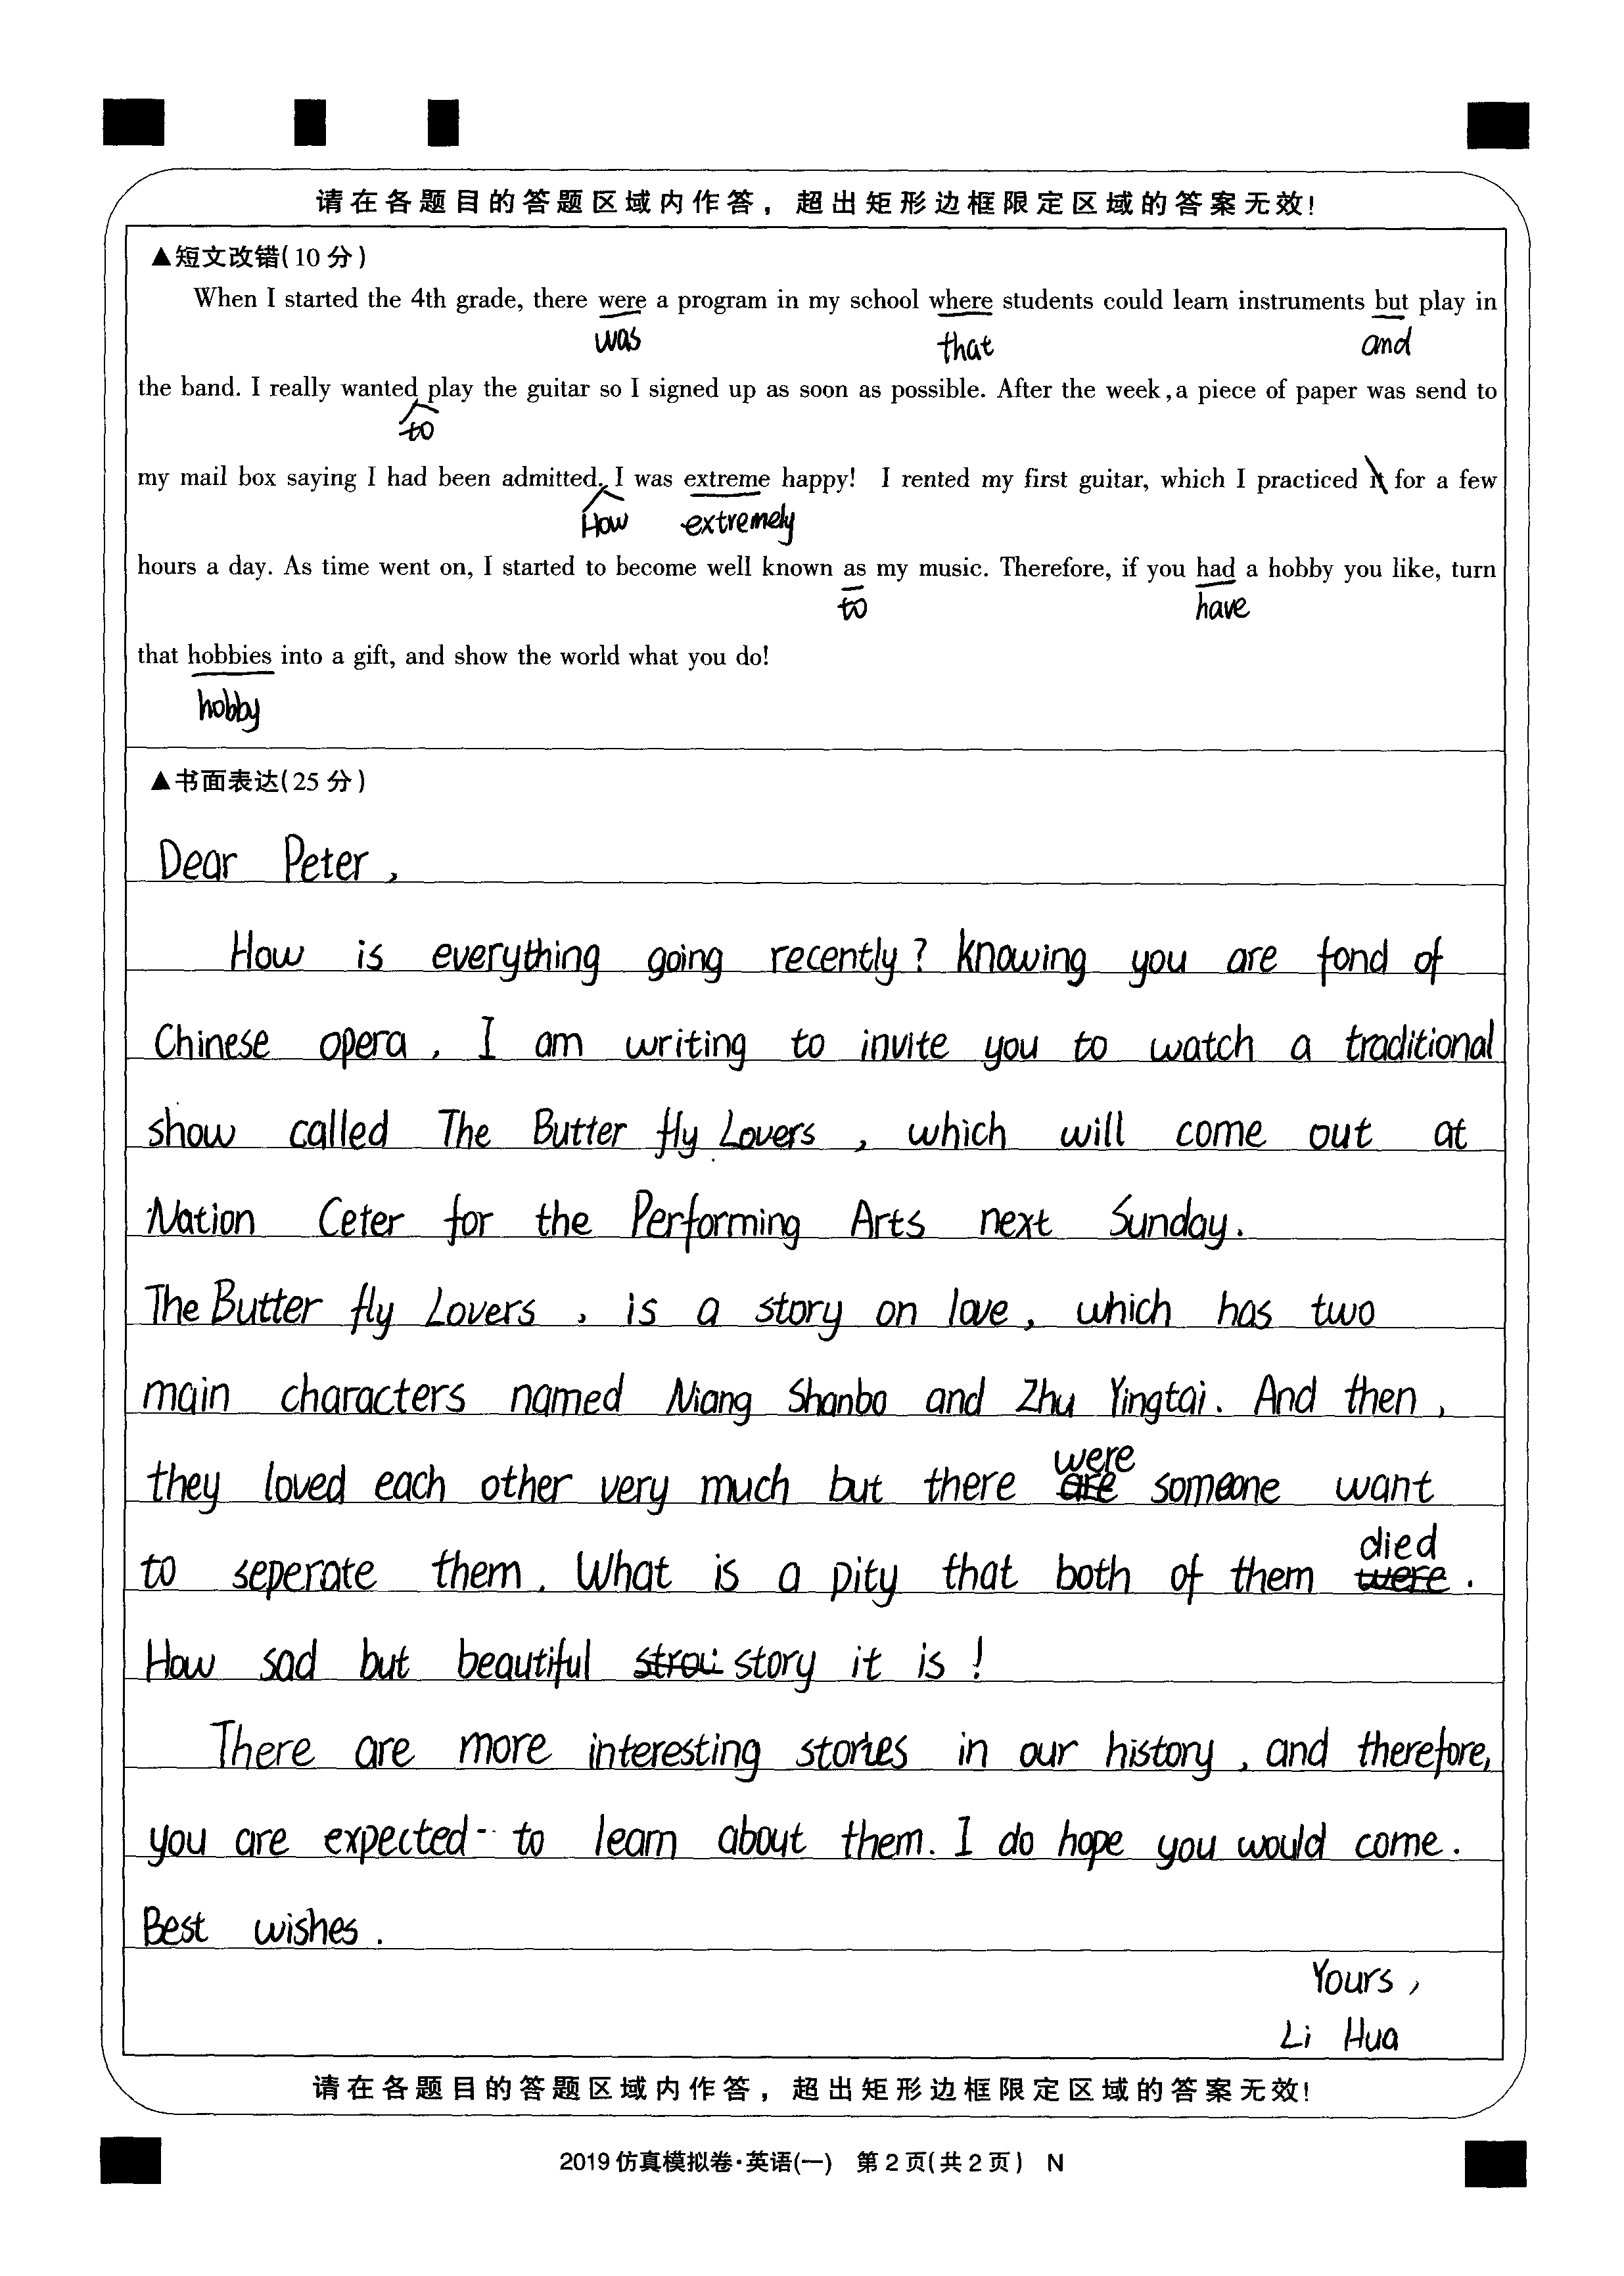 请在各题目的答题区域内作答，超出矩形边框限定区域的答案无效!
▲短文改错(10分)
When I started the 4th grade, there were a program in my school where students could learn instruments but play in
was that and
the band. I really wanted play the guitar so I signed up as soon as possible. After the week, a piece of paper was send to
to
my mail box saying I had been admitted. I was extreme happy! I rented my first guitar, which I practiced it for a few
How extremely
hours a day. As time went on, I started to become well known as my music. Therefore, if you had a hobby you like, turn
to have
that hobbies into a gift, and show the world what you do!
hobby
▲书面表达(25分)
Dear Peter,
How is everything going recently? Knowing you are fond of
Chinese opera, I am writing to invite you to watch a traditional
show called The Butter fly Lovers, which will come out at
Nation Ceter for the Performing Arts next Sunday.
The Butter fly Lovers, is a story on love, which has two
main characters named Niang Shanbo and Zhu Yingtai. And then,
were
they loved each other very much but there are someone want
died
to seperate them. What is a pity that both of them were.
How sad but beautiful strou story it is!
There are more interesting stories in our history, and therefore,
you are expected to learn about them. I do hope you would come.
Best wishes.
Yours,
Li Hua
请在各题目的答题区域内作答，超出矩形边框限定区域的答案无效!
2019仿真模拟卷·英语(一) 第2页(共2页) N